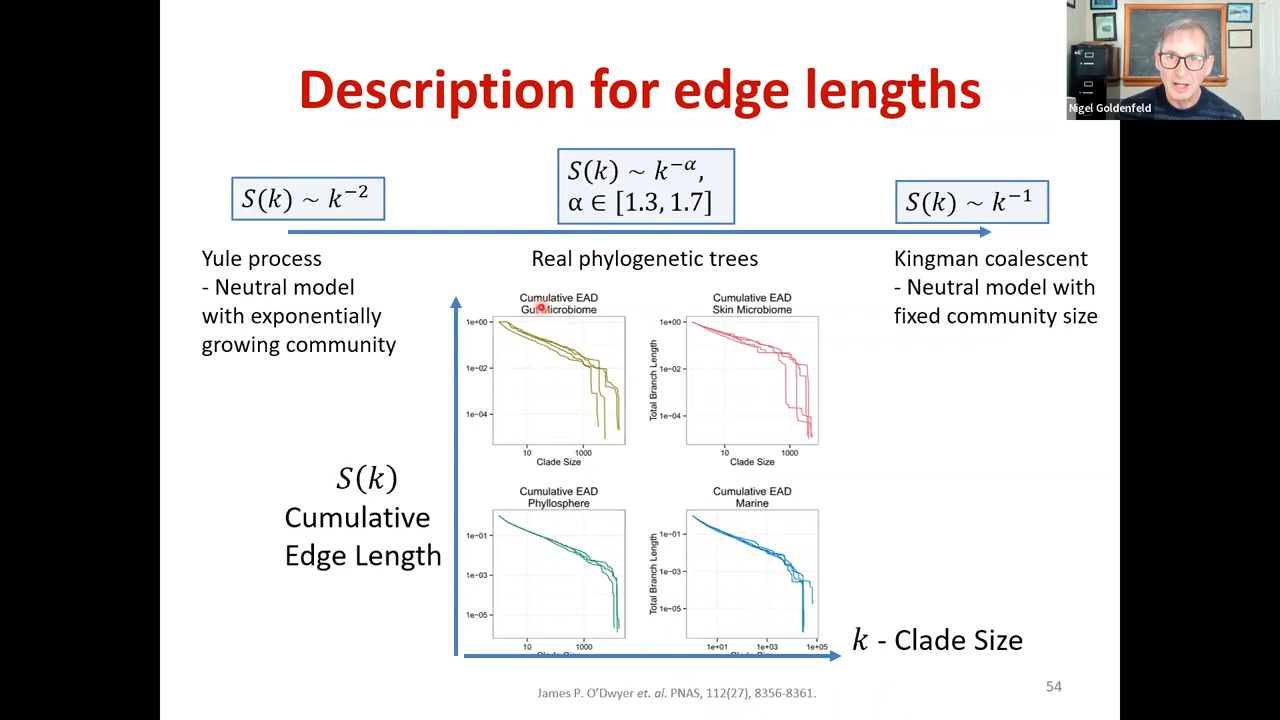 Description for edge lengths
Nigel Goldenfeld
S(k) ~ k⁻²
S(k) ~ k^{-α},
α ∈ [1.3, 1.7]
S(k) ~ k⁻¹
Yule process
- Neutral model
with exponentially
growing community
Real phylogenetic trees
Kingman coalescent
- Neutral model with
fixed community size
Cumulative EAD
Gut Microbiome
1e+00
1e-02
1e-04
10 1000
Clade Size
Cumulative EAD
Skin Microbiome
Total Branch Length
1e+00
1e-02
1e-04
10 1000
Clade Size
Cumulative EAD
Phyllosphere
1e-01
1e-03
1e-05
10 1000
Clade Size
Cumulative EAD
Marine
Total Branch Length
1e-01
1e-03
1e-05
1e+01 1e+03 1e+05
Clade Size
S(k)
Cumulative
Edge Length
k - Clade Size
James P. O'Dwyer et. al. PNAS, 112(27), 8356-8361.
54